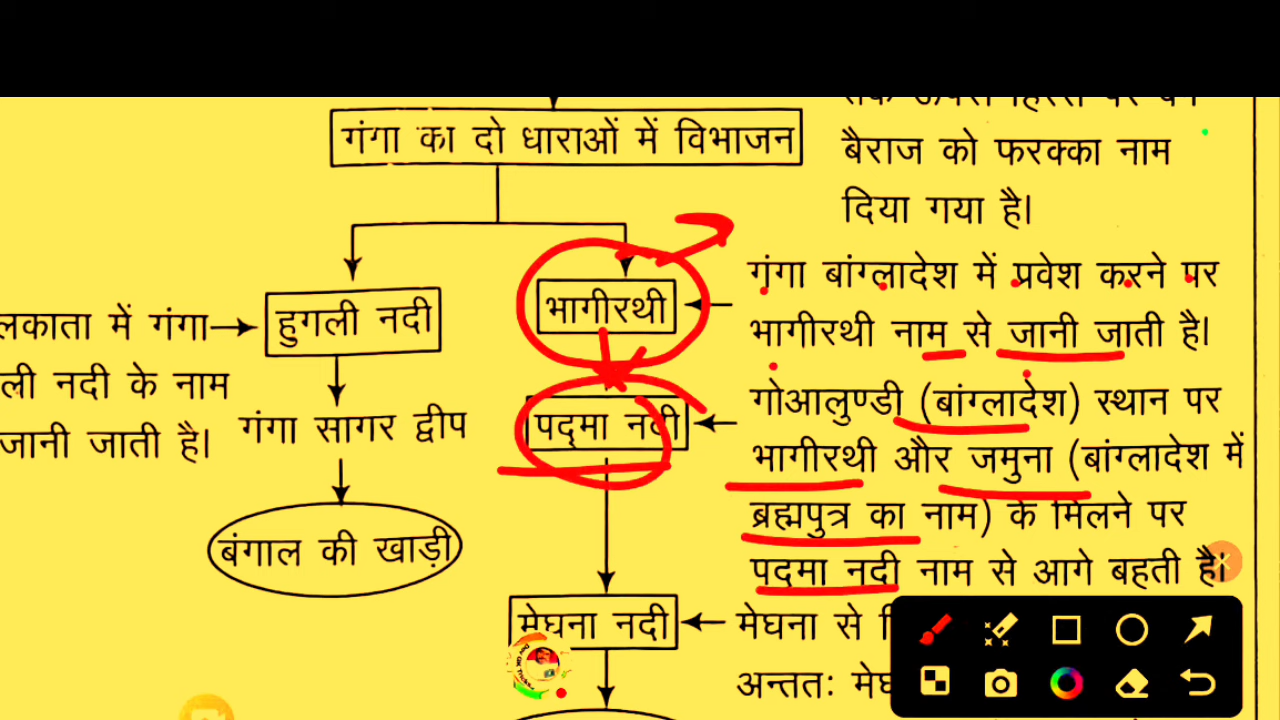 गंगा का दो धाराओं में विभाजन
बैराज को फरक्का नाम
दिया गया है।
भागीरथी
गंगा बांग्लादेश में प्रवेश करने पर
भागीरथी नाम से जानी जाती है।
लकाता में गंगा
हुगली नदी
ली नदी के नाम
जानी जाती है।
गंगा सागर द्वीप
बंगाल की खाड़ी
पद्मा नदी
गोआलुण्डी (बांग्लादेश) स्थान पर
भागीरथी और जमुना (बांग्लादेश में
ब्रह्मपुत्र का नाम) के मिलने पर
पदमा नदी नाम से आगे बहती है।
मेघना नदी
मेघना से
अन्ततः